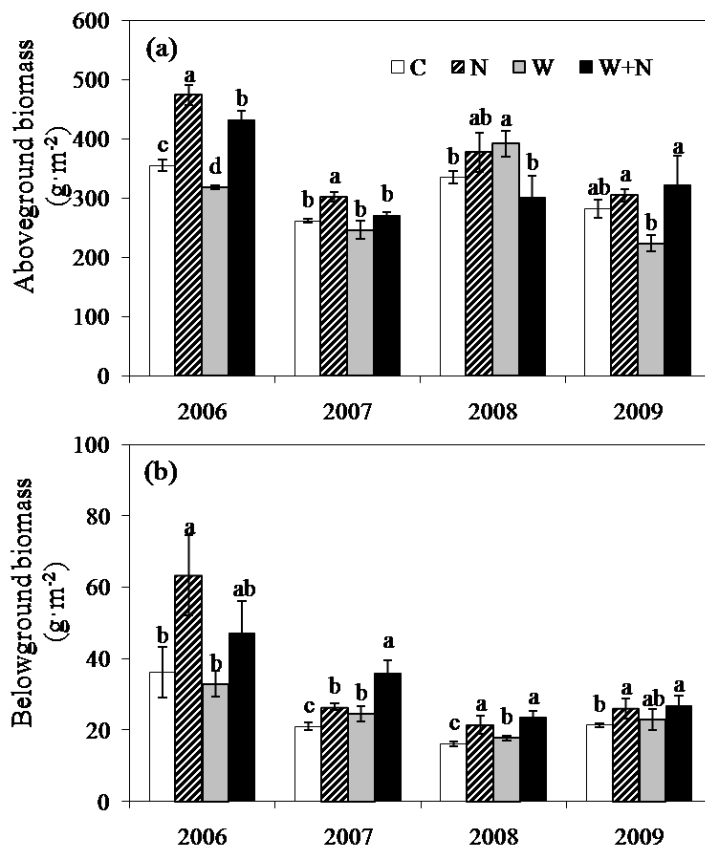 600
500
400
300
200
100
0
Aboveground biomass
(g·m⁻²)
(a)
C N W W+N
c a d b
b a b b
b ab a b
ab a b a
2006 2007 2008 2009
100
80
60
40
20
0
Belowground biomass
(g·m⁻²)
(b)
b a b ab
c b b a
c a b a
b a ab a
2006 2007 2008 2009